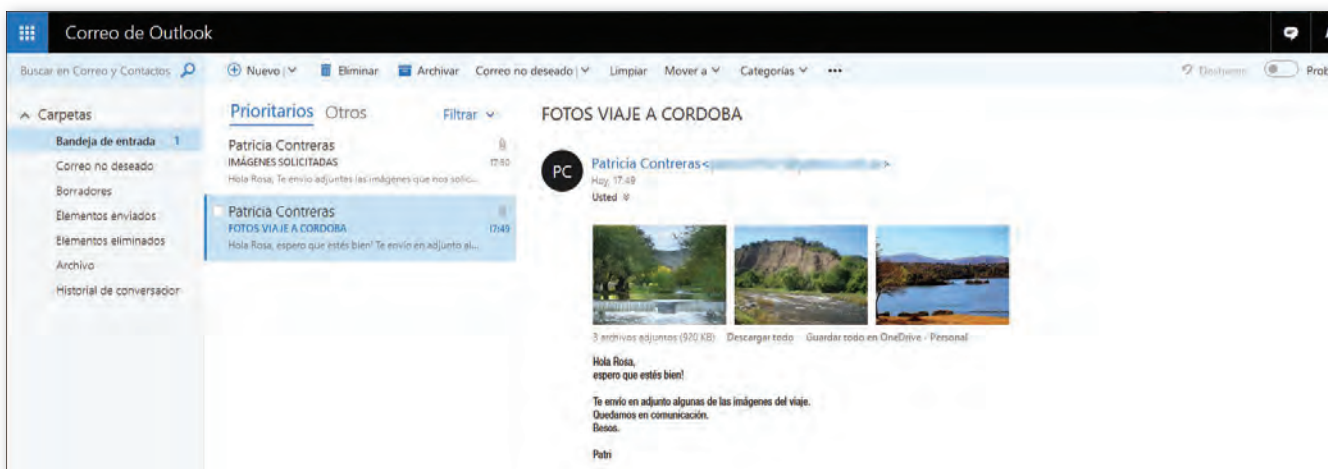 Correo de Outlook
Buscar en Correo y Contactos
Nuevo | Eliminar Archivar Correo no deseado | Limpiar Mover a Categorías ••• Deshacer Prob
Carpetas
Bandeja de entrada 1
Correo no deseado
Borradores
Elementos enviados
Elementos eliminados
Archivo
Historial de conversacior
Prioritarios Otros Filtrar
Patricia Contreras
IMÁGENES SOLICITADAS
Hola Rosa, Te envío adjuntas las imágenes que nos solic...
Patricia Contreras
FOTOS VIAJE A CORDOBA 17:49
Hola Rosa, espero que estés bien! Te envío en adjunto al...
FOTOS VIAJE A CORDOBA
PC
Patricia Contreras<
>
Hoy, 17:49
Usted
3 archivos adjuntos (920 KB) Descargar todo Guardar todo en OneDrive - Personal
Hola Rosa,
espero que estés bien!
Te envio en adjunto algunas de las imágenes del viaje.
Quedamos en comunicación.
Besos.
Patri